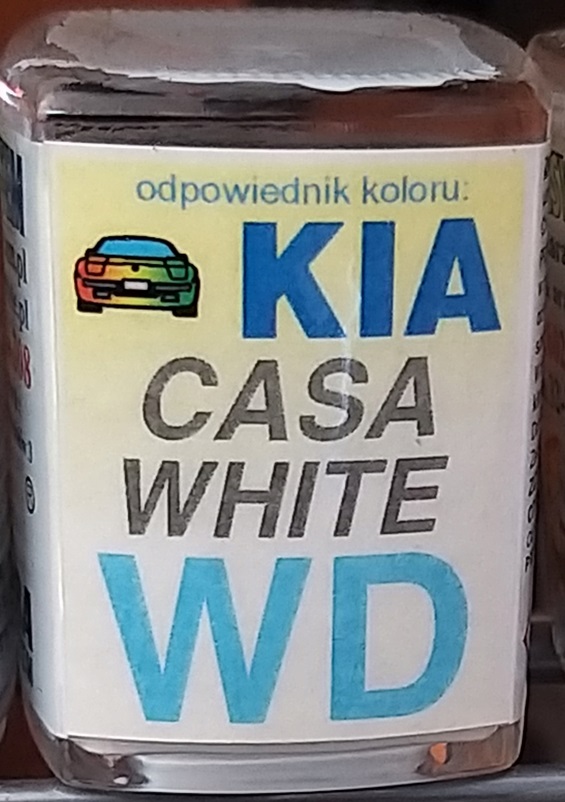 odpowiednik koloru:
KIA
CASA
WHITE
WD